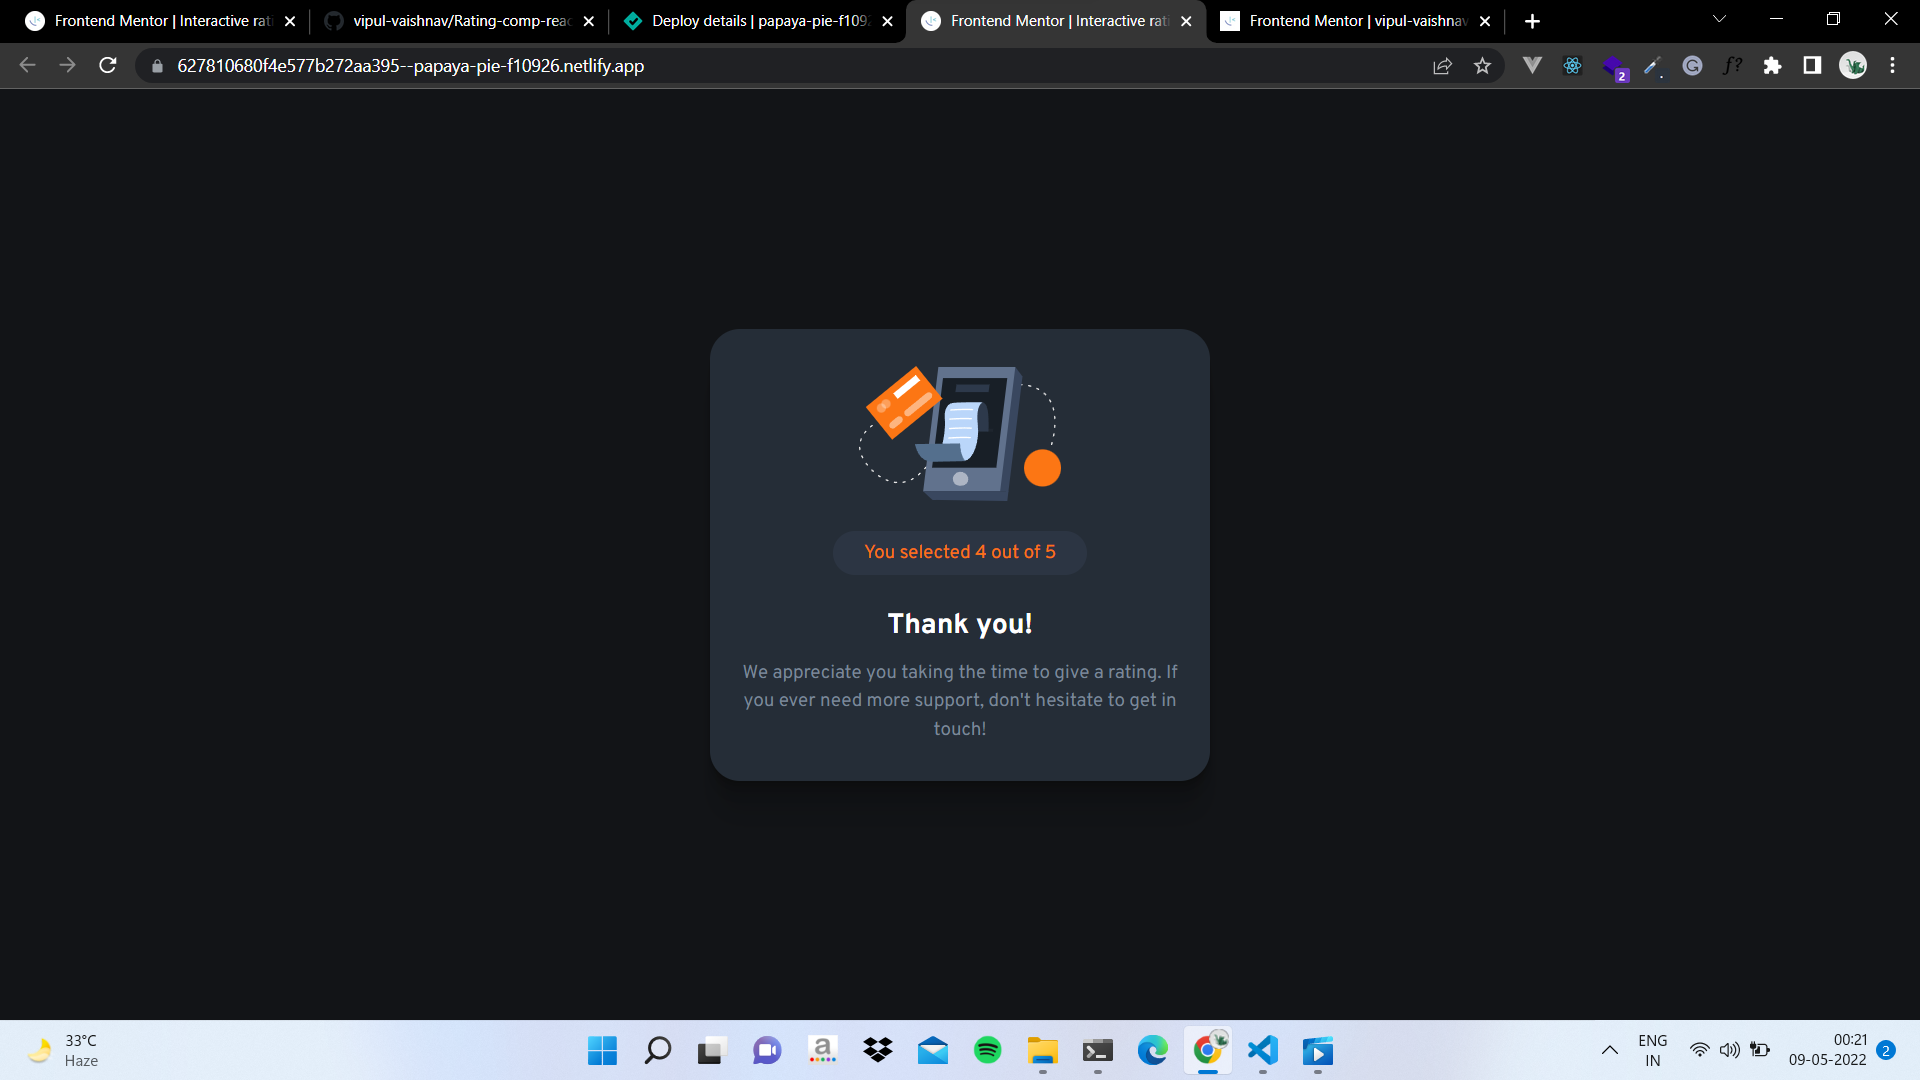 Frontend Mentor | Interactive rati
vipul-vaishnav/Rating-comp-reac
Deploy details | papaya-pie-f1092
Frontend Mentor | Interactive rati
Frontend Mentor | vipul-vaishnav
627810680f4e577b272aa395--papaya-pie-f10926.netlify.app
2
f?
You selected 4 out of 5
Thank you!
We appreciate you taking the time to give a rating. If
you ever need more support, don't hesitate to get in
touch!
33°C
Haze
a
ENG
IN
00:21
09-05-2022
2